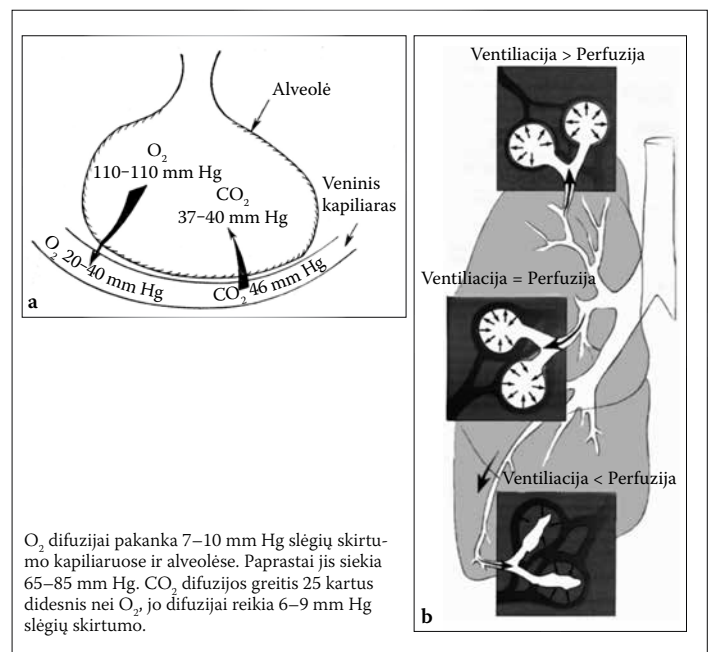 Alveolė
O₂
110–110 mm Hg
CO₂
37–40 mm Hg
Veninis
kapiliaras
O₂ 20–40 mm Hg
CO₂ 46 mm Hg
a
Ventiliacija > Perfuzija
Ventiliacija = Perfuzija
Ventiliacija < Perfuzija
b
O₂ difuzijai pakanka 7–10 mm Hg slėgių skirtu-
mo kapiliaruose ir alveolėse. Paprastai jis siekia
65–85 mm Hg. CO₂ difuzijos greitis 25 kartus
didesnis nei O₂, jo difuzijai reikia 6–9 mm Hg
slėgių skirtumo.